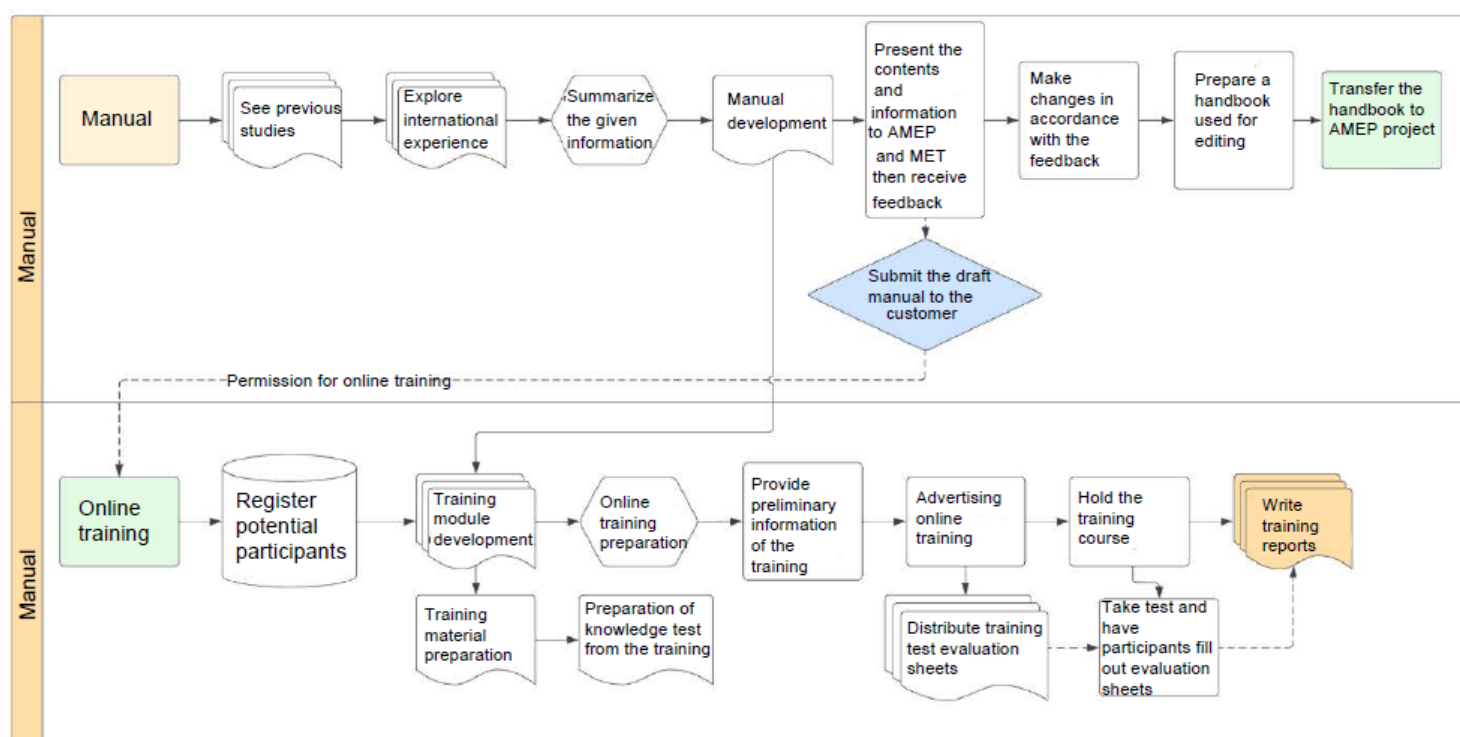 Manual
Manual
See previous
studies
Explore
international
experience
Summarize
the given
information
Manual
development
Present the
contents
and
information
to AMEP
and MET
then receive
feedback
Make
changes in
accordance
with the
feedback
Prepare a
handbook
used for
editing
Transfer the
handbook to
AMEP project
Submit the draft
manual to the
customer
Permission for online training
Manual
Online
training
Register
potential
participants
Training
module
development
Online
training
preparation
Provide
preliminary
information
of the
training
Advertising
online
training
Hold the
training
course
Write
training
reports
Training
material
preparation
Preparation of
knowledge test
from the training
Distribute training
test evaluation
sheets
Take test and
have
participants fill
out evaluation
sheets